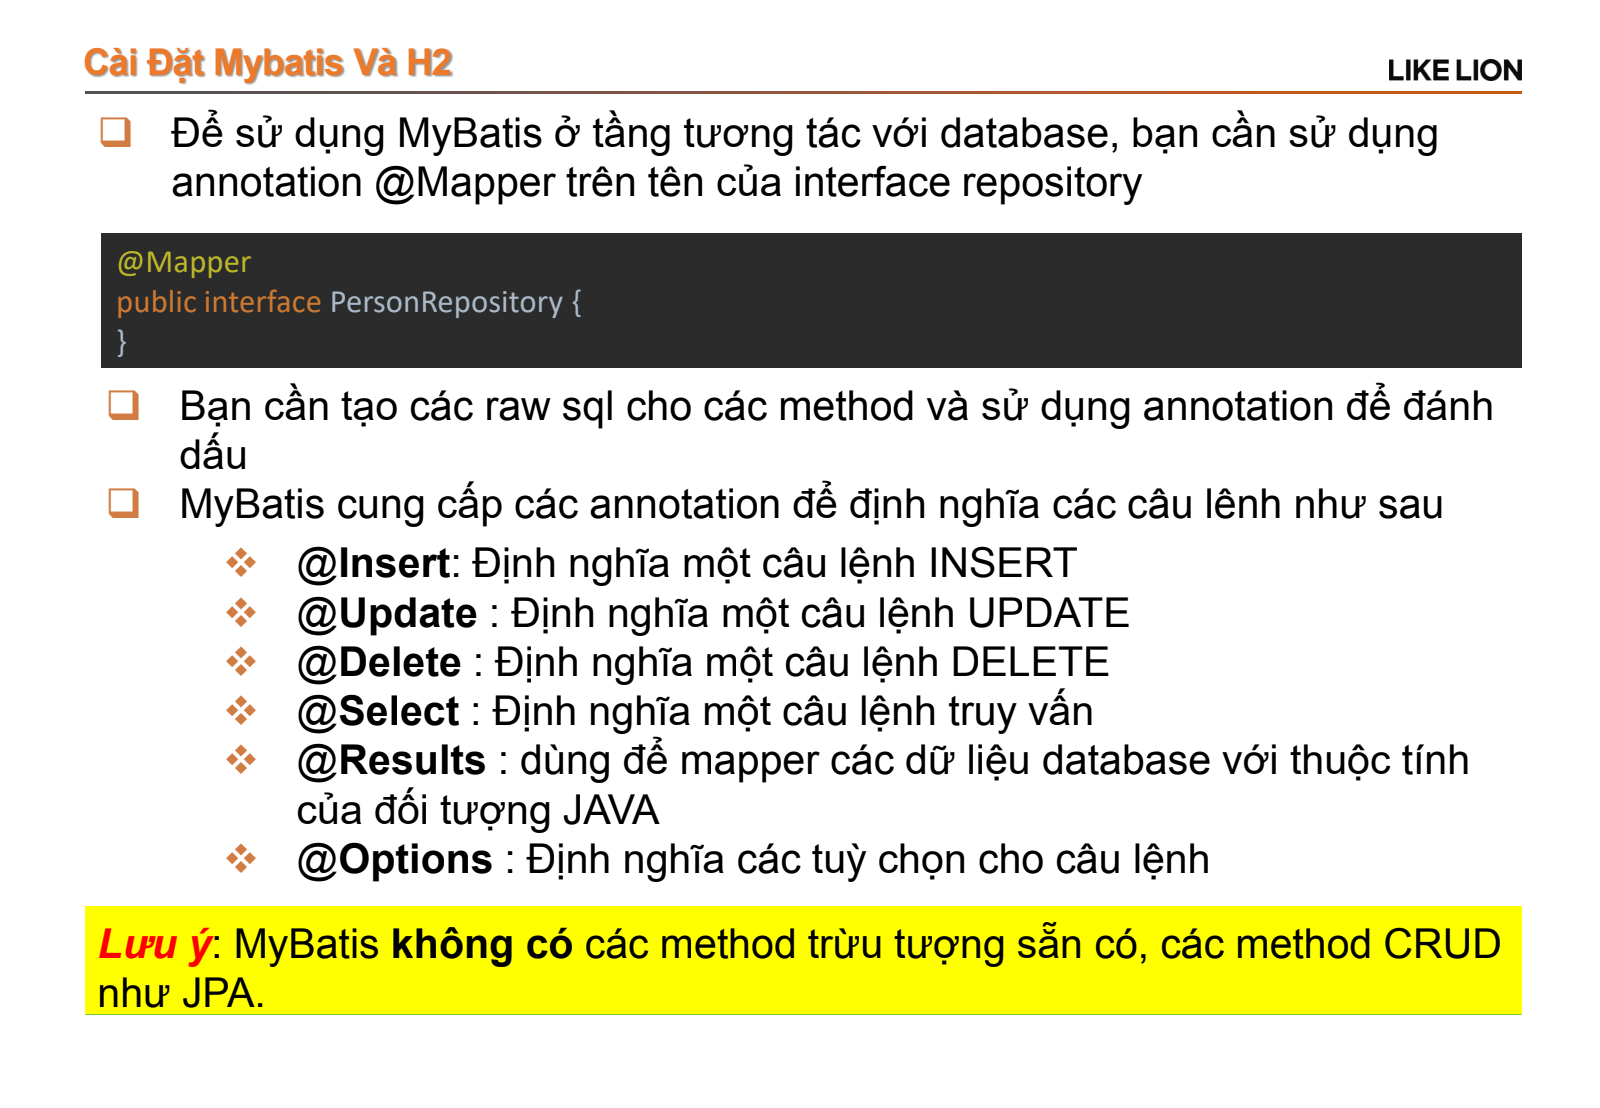 Cài Đặt Mybatis Và H2
LIKE LION
Để sử dụng MyBatis ở tầng tương tác với database, bạn cần sử dụng
annotation @Mapper trên tên của interface repository
@Mapper
public interface PersonRepository {
}
Bạn cần tạo các raw sql cho các method và sử dụng annotation để đánh
dấu
MyBatis cung cấp các annotation để định nghĩa các câu lênh như sau
@Insert: Định nghĩa một câu lệnh INSERT
@Update : Định nghĩa một câu lệnh UPDATE
@Delete : Định nghĩa một câu lệnh DELETE
@Select : Định nghĩa một câu lệnh truy vấn
@Results : dùng để mapper các dữ liệu database với thuộc tính
của đối tượng JAVA
@Options : Định nghĩa các tuỳ chọn cho câu lệnh
Lưu ý: MyBatis không có các method trừu tượng sẵn có, các method CRUD
như JPA.